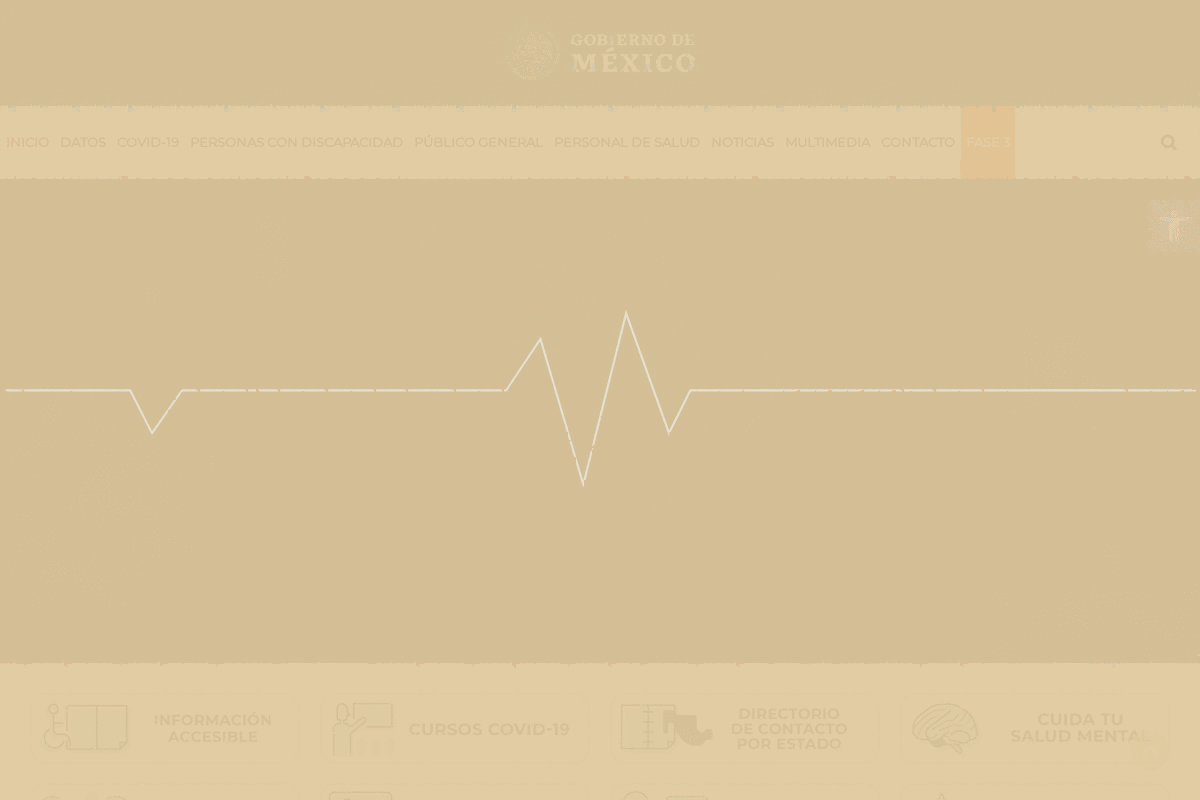 GOBIERNO DE
MÉXICO
INICIO DATOS COVID-19 PERSONAS CON DISCAPACIDAD PÚBLICO GENERAL PERSONAL DE SALUD NOTICIAS MULTIMEDIA CONTACTO FASE 3
INFORMACIÓN
ACCESIBLE
CURSOS COVID-19
DIRECTORIO
DE CONTACTO
POR ESTADO
CUIDA TU
SALUD MENTAL